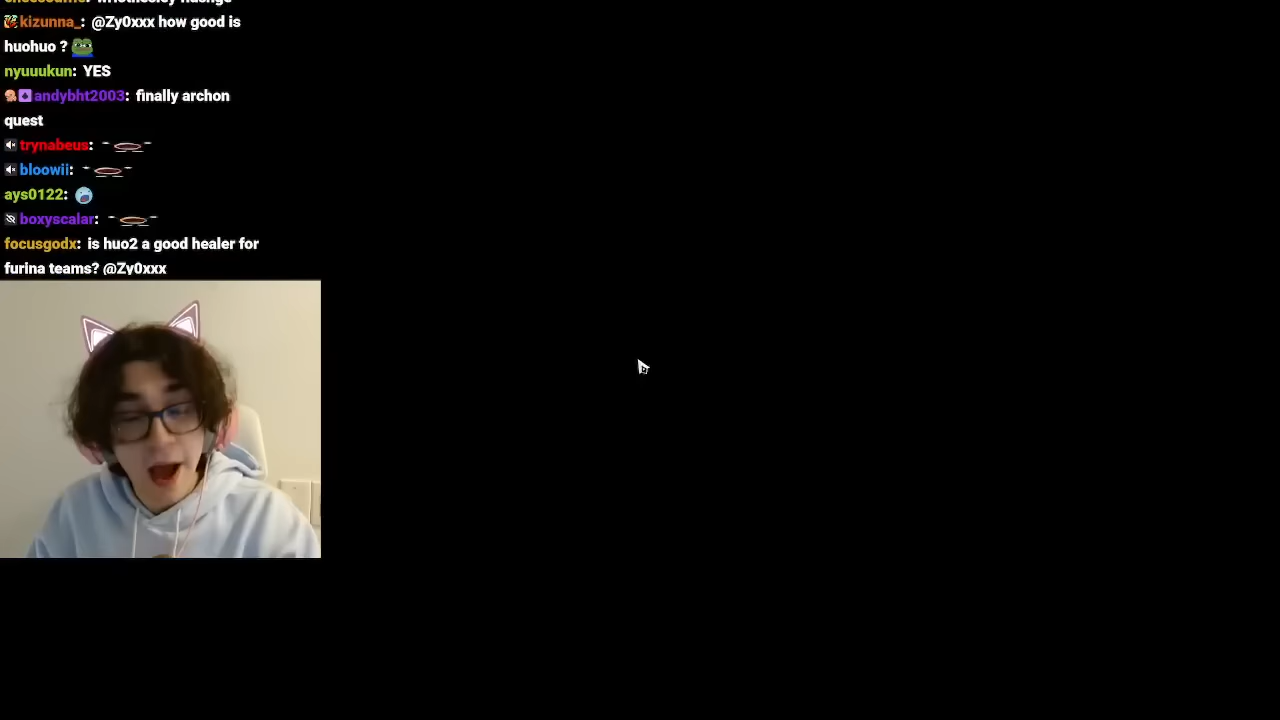 kizunna_: @Zy0xxx how good is
huohuo ?
nyuuukun: YES
andybht2003: finally archon
quest
trynabeus:
bloowii:
ays0122:
boxyscalar:
focusgodx: is huo2 a good healer for
furina teams? @Zy0xxx